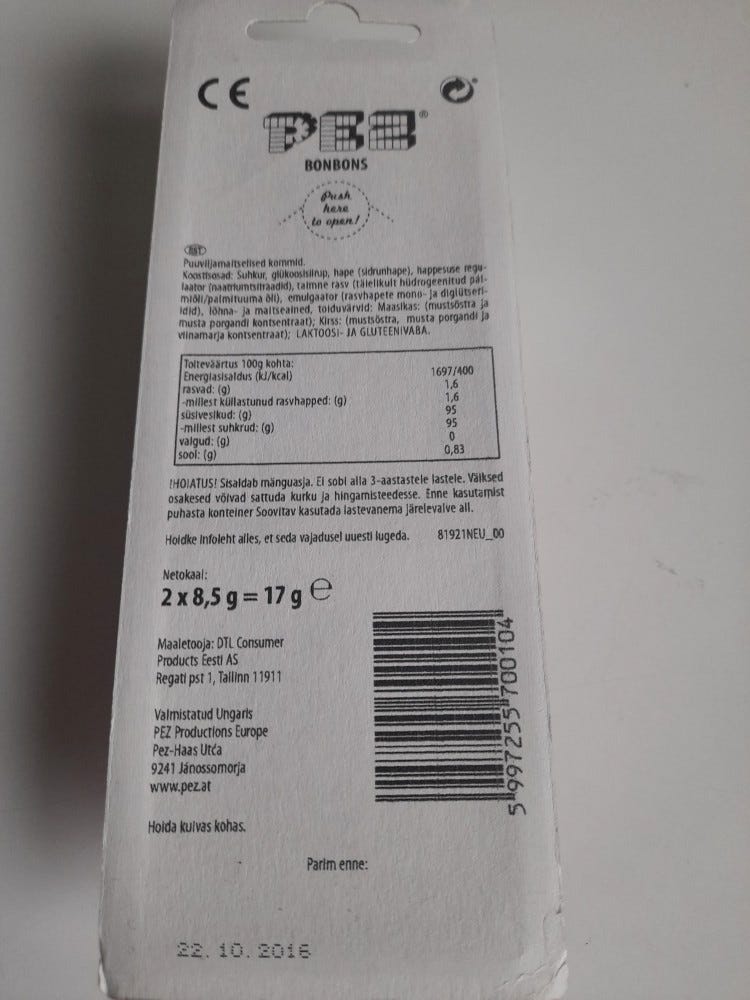 CE
PEZ®
BONBONS
Push
here
to open!
EST
Puuviljamaitselised kommid.
Koostisosad: Suhkur, glükoosisiirup, hape (sidrunhape), happesuse regu-
laator (naatriumtsitraadid), taimne rasv (täielikult hüdrogeenitud pal-
miõli/palmituuma õli), emulgaator (rasvhapete mono- ja diglütseri-
idid), lõhna- ja maitseained, toiduvärvid: Maasikas: (mustsõstra ja
musta porgandi kontsentraat); Kirss: (mustsõstra, musta porgandi ja
viinamarja kontsentraat); LAKTOOSI- JA GLUTEENIVABA.
Toiteväärtus 100g kohta:
Energiasisaldus (kJ/kcal) 1697/400
rasvad: (g) 1,6
-millest küllastunud rasvhapped: (g) 1,6
süsivesikud: (g) 95
-millest suhkrud: (g) 95
valgud: (g) 0
sool: (g) 0,83
!HOIATUS! Sisaldab mänguasja. Ei sobi alla 3-aastastele lastele. Väiksed
osakesed võivad sattuda kurku ja hingamisteedesse. Enne kasutamist
puhasta konteiner Soovitav kasutada lastevanema järelevalve all.
Hoidke infoleht alles, et seda vajadusel uuesti lugeda. 81921NEU_00
Netokaal:
2 x 8,5 g = 17 g ℮
Maaletooja: DTL Consumer
Products Eesti AS
Regati pst 1, Tallinn 11911
Valmistatud Ungaris
PEZ Productions Europe
Pez-Haas Utća
9241 Jánossomorja
www.pez.at
5 997255 700104
Hoida kuivas kohas.
Parim enne:
22.10.2016